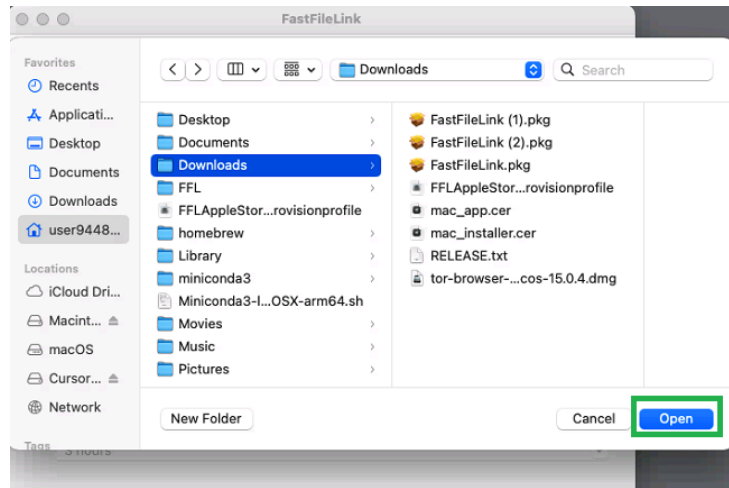 FastFileLink
Favorites
Recents
Applicati...
Desktop
Documents
Downloads
user9448...
Locations
iCloud Dri...
Macint...
macOS
Cursor...
Network
Tags
Downloads
Search
Desktop
Documents
Downloads
FFL
FFLAppleStor...rovisionprofile
homebrew
Library
miniconda3
Miniconda3-l...OSX-arm64.sh
Movies
Music
Pictures
FastFileLink (1).pkg
FastFileLink (2).pkg
FastFileLink.pkg
FFLAppleStor...rovisionprofile
mac_app.cer
mac_installer.cer
RELEASE.txt
tor-browser-...cos-15.0.4.dmg
New Folder
Cancel
Open
3 hours